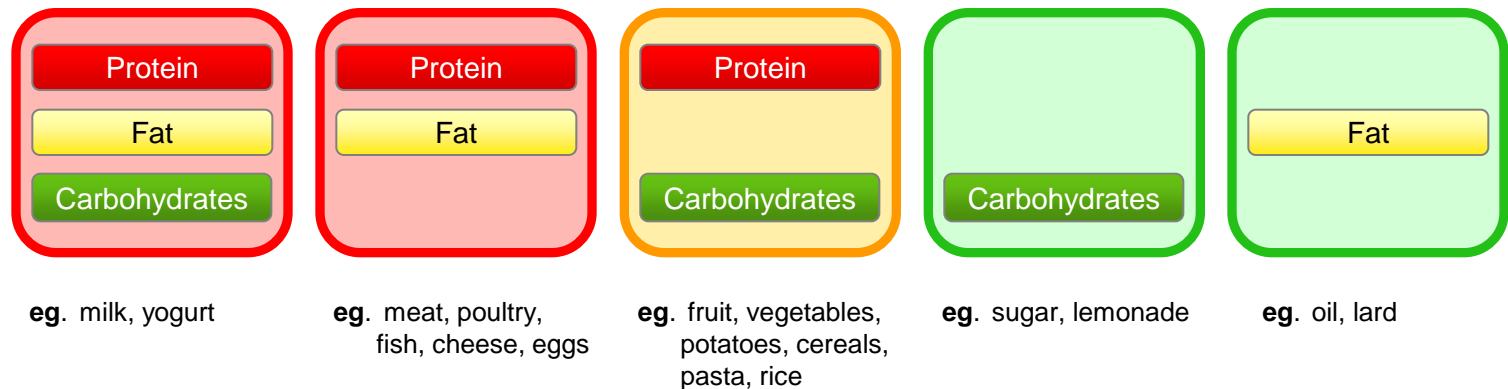 Protein
Fat
Carbohydrates
Protein
Fat
Protein
Carbohydrates
Carbohydrates
Fat
eg. milk, yogurt
eg. meat, poultry,
fish, cheese, eggs
eg. fruit, vegetables,
potatoes, cereals,
pasta, rice
eg. sugar, lemonade
eg. oil, lard